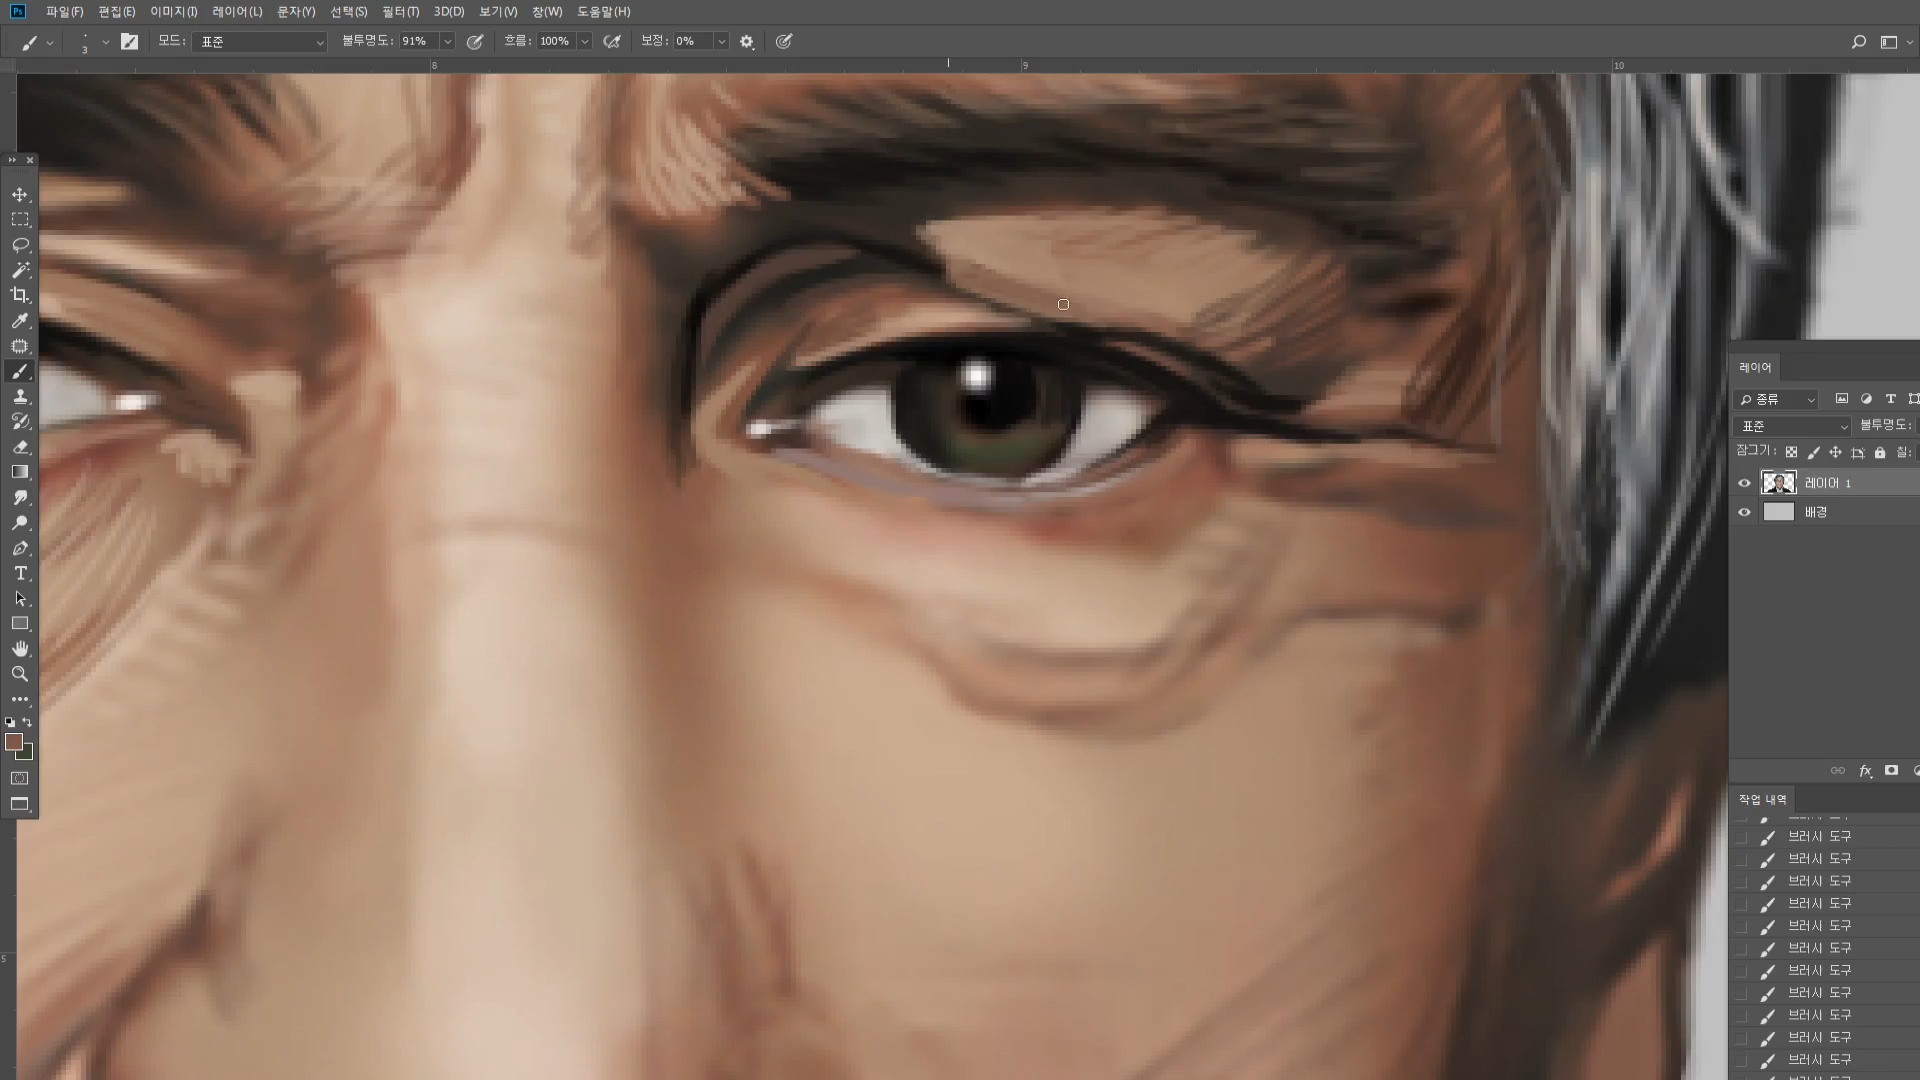 Ps 파일(F) 편집(E) 이미지(I) 레이어(L) 문자(Y) 선택(S) 필터(T) 3D(D) 보기(V) 창(W) 도움말(H)
3 모드: 표준 불투명도: 91% 흐름: 100% 보정: 0%
8 9 10
5
레이어
종류
표준 불투명도:
잠그기: 칠:
레이어 1
배경
fx
작업 내역
브러시 도구
브러시 도구
브러시 도구
브러시 도구
브러시 도구
브러시 도구
브러시 도구
브러시 도구
브러시 도구
브러시 도구
브러시 도구